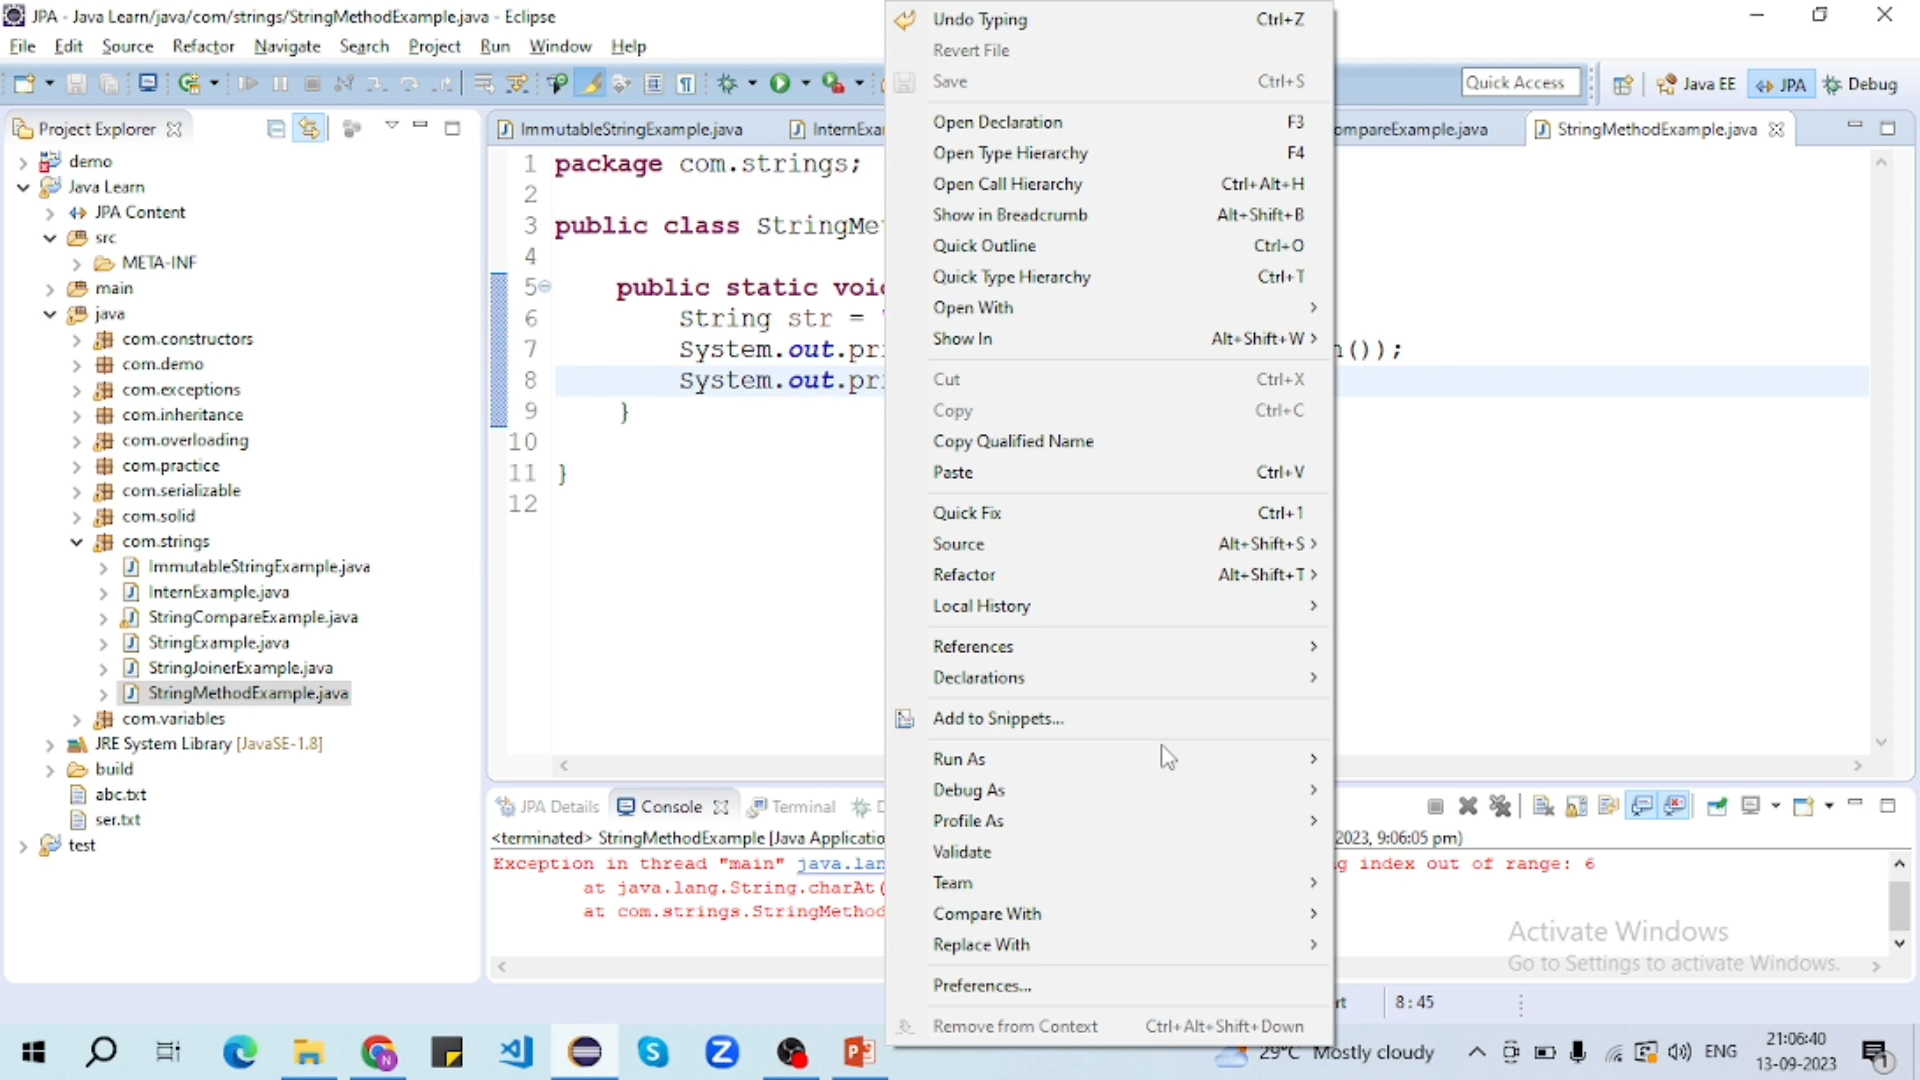 JPA - Java Learn/java/com/strings/StringMethodExample.java - Eclipse
File Edit Source Refactor Navigate Search Project Run Window Help
Quick Access Java EE JPA Debug
Project Explorer
demo
Java Learn
JPA Content
src
META-INF
main
java
com.constructors
com.demo
com.exceptions
com.inheritance
com.overloading
com.practice
com.serializable
com.solid
com.strings
ImmutableStringExample.java
InternExample.java
StringCompareExample.java
StringExample.java
StringJoinerExample.java
StringMethodExample.java
com.variables
JRE System Library [JavaSE-1.8]
build
abc.txt
ser.txt
test
ImmutableStringExample.java InternExa ompareExample.java StringMethodExample.java
1 package com.strings;
2
3 public class StringMe
4
5 public static voi
6 String str = "
7 System.out.pr ());
8 System.out.pr
9 }
10
11 }
12
Undo Typing Ctrl+Z
Revert File
Save Ctrl+S
Open Declaration F3
Open Type Hierarchy F4
Open Call Hierarchy Ctrl+Alt+H
Show in Breadcrumb Alt+Shift+B
Quick Outline Ctrl+O
Quick Type Hierarchy Ctrl+T
Open With
Show In Alt+Shift+W
Cut Ctrl+X
Copy Ctrl+C
Copy Qualified Name
Paste Ctrl+V
Quick Fix Ctrl+1
Source Alt+Shift+S
Refactor Alt+Shift+T
Local History
References
Declarations
Add to Snippets...
Run As
Debug As
Profile As
Validate
Team
Compare With
Replace With
Preferences...
Remove from Context Ctrl+Alt+Shift+Down
JPA Details Console Terminal D
<terminated> StringMethodExample [Java Applicatio 2023, 9:06:05 pm)
Exception in thread "main" java.lan g index out of range: 6
at java.lang.String.charAt(
at com.strings.StringMethod
Activate Windows
Go to Settings to activate Windows.
rt 8:45
29°C Mostly cloudy ENG 21:06:40
13-09-2023 1